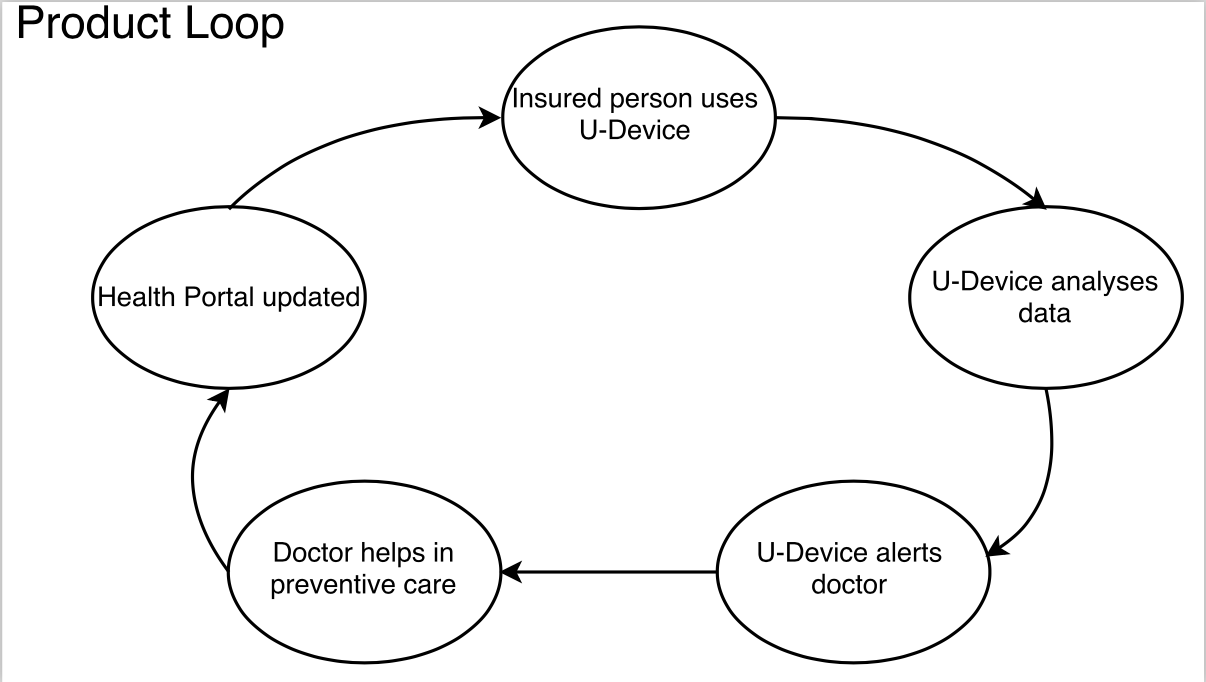 Product Loop
Insured person uses
U-Device
U-Device analyses
data
U-Device alerts
doctor
Doctor helps in
preventive care
Health Portal updated